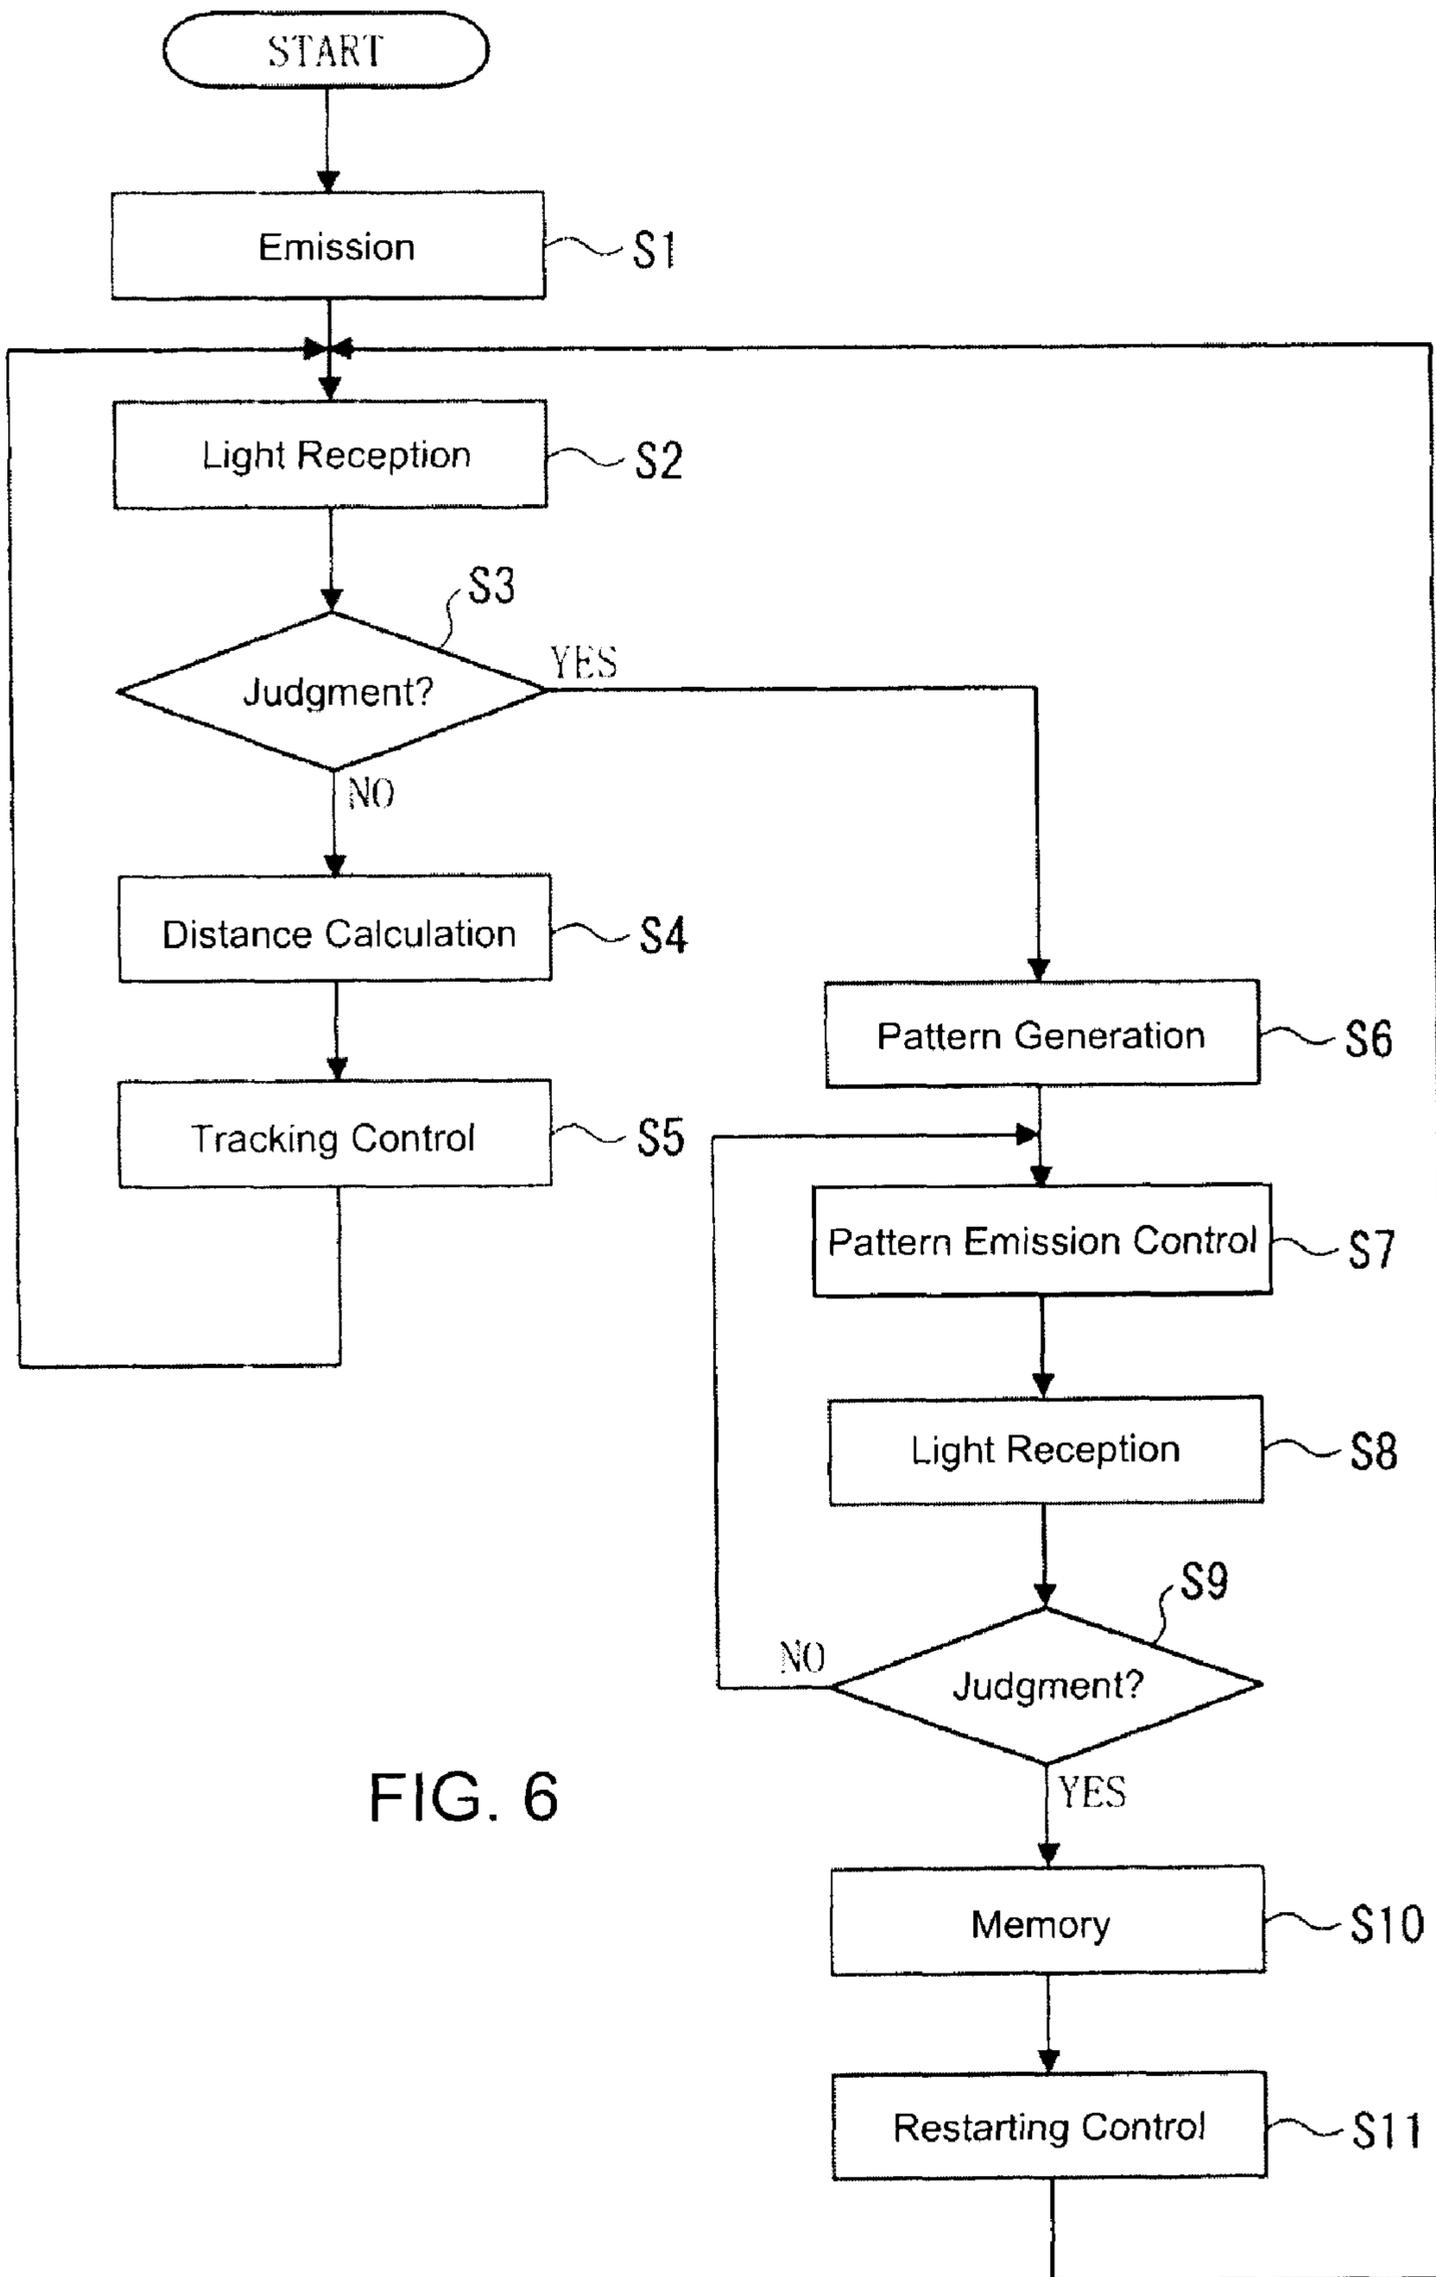 START
Emission
S1
Light Reception
S2
S3
Judgment?
YES
NO
Distance Calculation
S4
Tracking Control
S5
Pattern Generation
S6
Pattern Emission Control
S7
Light Reception
S8
S9
Judgment?
NO
YES
Memory
S10
Restarting Control
S11
FIG. 6